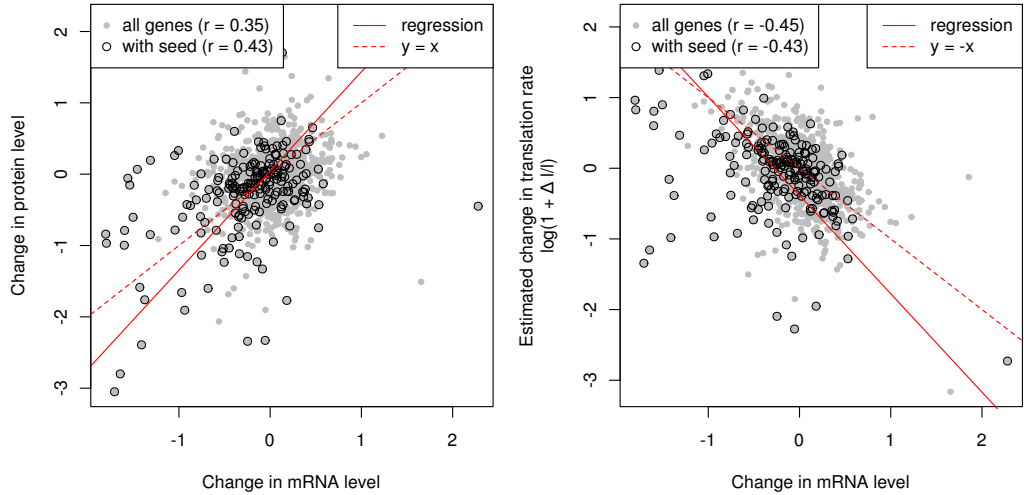 all genes (r = 0.35)
with seed (r = 0.43)
regression
y = x
2
1
0
-1
-2
-3
Change in protein level
-1
0
1
2
Change in mRNA level
all genes (r = -0.45)
with seed (r = -0.43)
regression
y = -x
2
1
0
-1
-2
-3
Estimated change in translation rate
log(1 + Δ l/l)
-1
0
1
2
Change in mRNA level